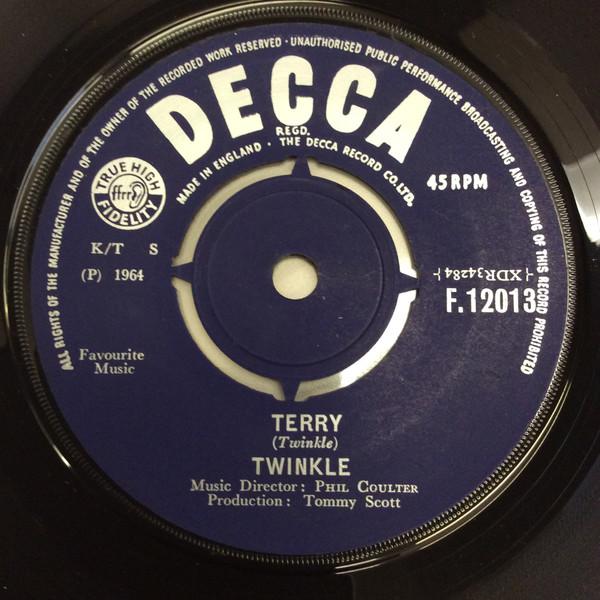 ALL RIGHTS OF THE MANUFACTURER AND OF THE OWNER OF THE RECORDED WORK RESERVED · UNAUTHORISED PUBLIC PERFORMANCE BROADCASTING AND COPYING OF THIS RECORD PROHIBITED
DECCA
REGD.
MADE IN ENGLAND · THE DECCA RECORD CO. LTD.
45 RPM
TRUE HIGH
ffrr
FIDELITY
K/T S
(P) 1964
XDR34284
F.12013
Favourite
Music
TERRY
(Twinkle)
TWINKLE
Music Director: PHIL COULTER
Production: Tommy Scott